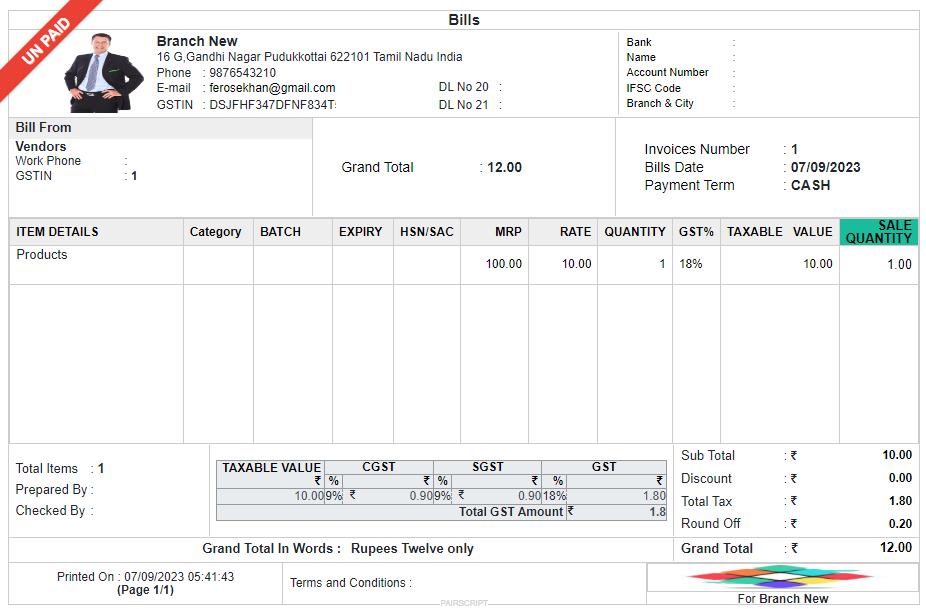 Bills
UN PAID
Branch New
16 G,Gandhi Nagar Pudukkottai 622101 Tamil Nadu India
Phone : 9876543210
E-mail : ferosekhan@gmail.com
GSTIN : DSJFHF347DFNF834T:
DL No 20 :
DL No 21 :
Bank :
Name :
Account Number :
IFSC Code :
Branch & City :
Bill From
Vendors
Work Phone :
GSTIN : 1
Grand Total : 12.00
Invoices Number : 1
Bills Date : 07/09/2023
Payment Term : CASH
ITEM DETAILS Category BATCH EXPIRY HSN/SAC MRP RATE QUANTITY GST% TAXABLE VALUE SALE QUANTITY
Products 100.00 10.00 1 18% 10.00 1.00
Total Items : 1
Prepared By :
Checked By :
TAXABLE VALUE CGST SGST GST
₹ % ₹ % ₹ % ₹
10.00 9% ₹ 0.90 9% ₹ 0.90 18% 1.80
Total GST Amount ₹ 1.8
Sub Total : ₹ 10.00
Discount : ₹ 0.00
Total Tax : ₹ 1.80
Round Off : ₹ 0.20
Grand Total In Words : Rupees Twelve only
Grand Total : ₹ 12.00
Printed On : 07/09/2023 05:41:43
(Page 1/1)
Terms and Conditions :
For Branch New
PAIRSCRIPT